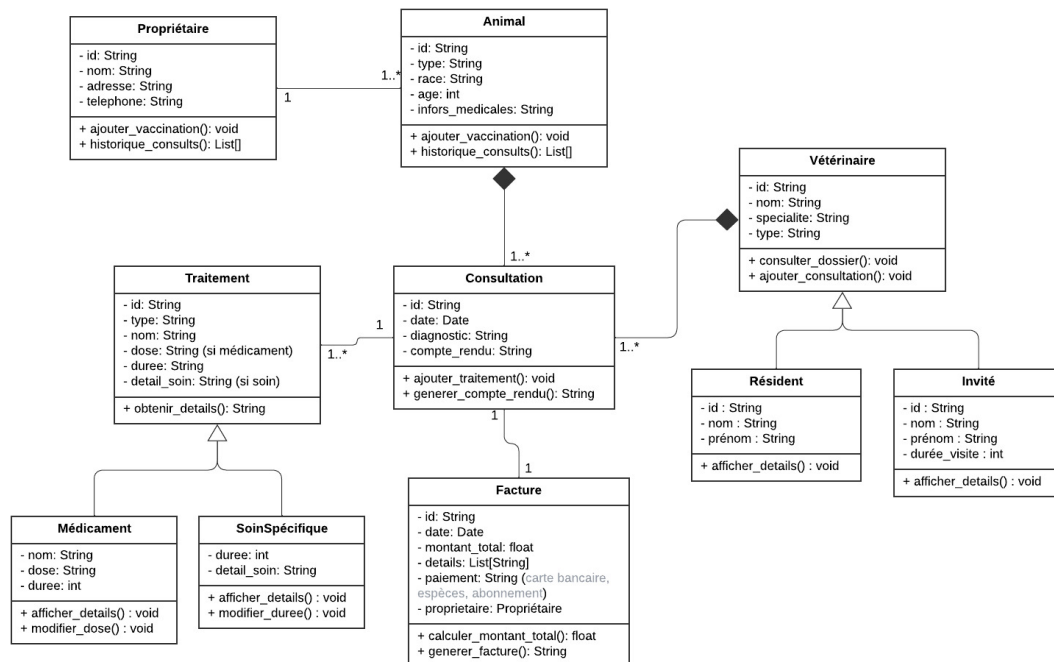 Propriétaire
- id: String
- nom: String
- adresse: String
- telephone: String
+ ajouter_vaccination(): void
+ historique_consults(): List[]
1
1..*
Animal
- id: String
- type: String
- race: String
- age: int
- infors_medicales: String
+ ajouter_vaccination(): void
+ historique_consults(): List[]
1..*
Vétérinaire
- id: String
- nom: String
- specialite: String
- type: String
+ consulter_dossier(): void
+ ajouter_consultation(): void
Traitement
- id: String
- type: String
- nom: String
- dose: String (si médicament)
- duree: String
- detail_soin: String (si soin)
+ obtenir_details(): String
1..*
1
Consultation
- id: String
- date: Date
- diagnostic: String
- compte_rendu: String
+ ajouter_traitement(): void
+ generer_compte_rendu(): String
1..*
1
1
Résident
- id : String
- nom : String
- prénom : String
+ afficher_details() : void
Invité
- id : String
- nom : String
- prénom : String
- durée_visite : int
+ afficher_details() : void
Médicament
- nom: String
- dose: String
- duree: int
+ afficher_details() : void
+ modifier_dose() : void
SoinSpécifique
- duree: int
- detail_soin: String
+ afficher_details() : void
+ modifier_duree() : void
Facture
- id: String
- date: Date
- montant_total: float
- details: List[String]
- paiement: String (carte bancaire,
espèces, abonnement)
- proprietaire: Propriétaire
+ calculer_montant_total(): float
+ generer_facture(): String